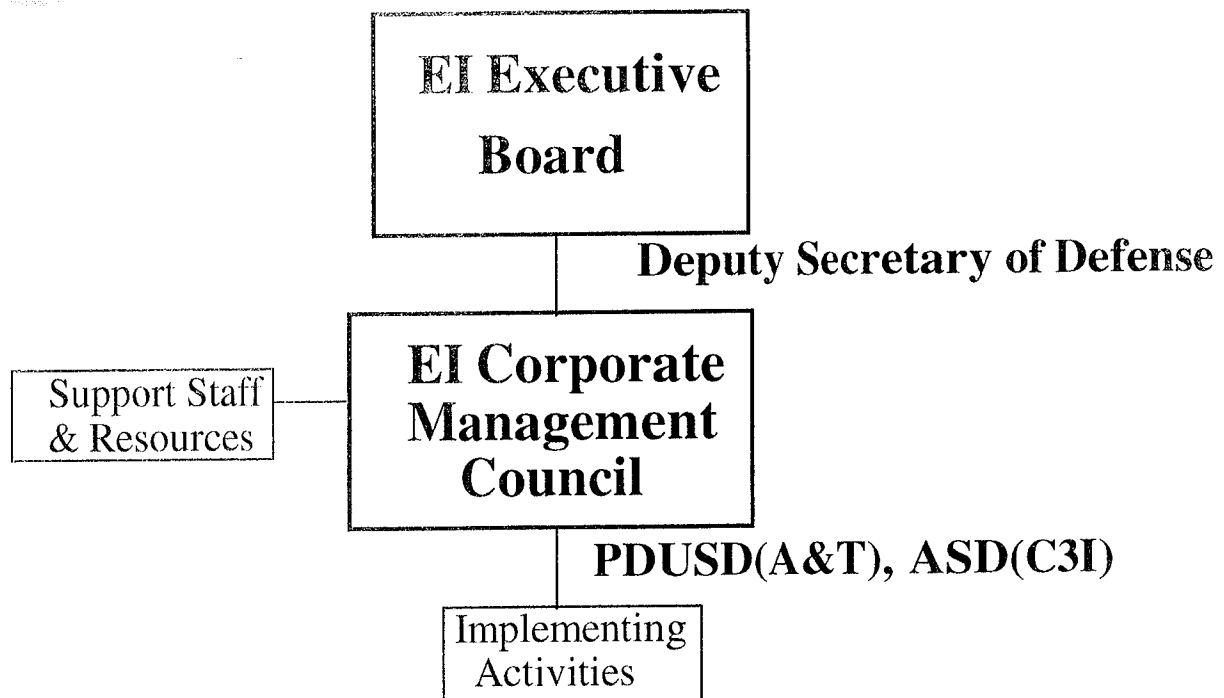 EI Executive
Board
Deputy Secretary of Defense
EI Corporate
Management
Council
Support Staff
& Resources
PDUSD(A&T), ASD(C3I)
Implementing
Activities